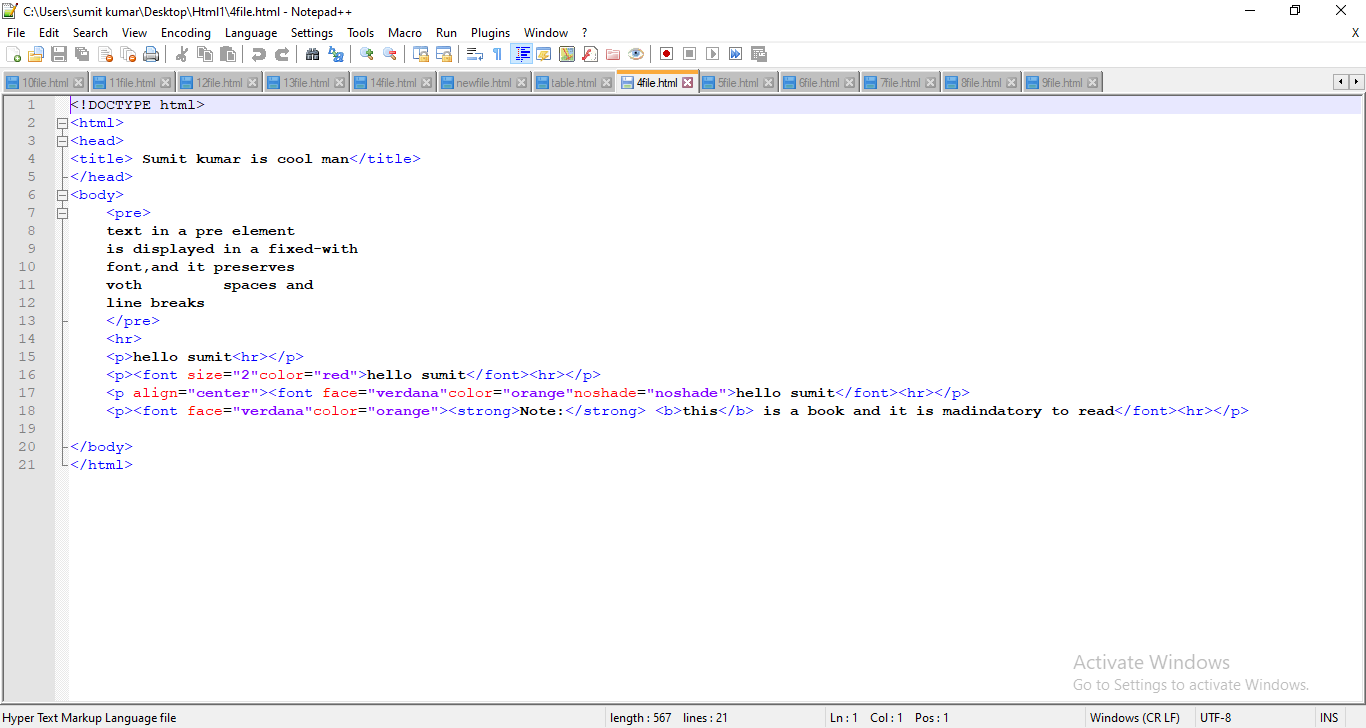 C:\Users\sumit kumar\Desktop\Html1\4file.html - Notepad++
File Edit Search View Encoding Language Settings Tools Macro Run Plugins Window ? X
10file.html 11file.html 12file.html 13file.html 14file.html newfile.html table.html 4file.html 5file.html 6file.html 7file.html 8file.html 9file.html
1 <!DOCTYPE html>
2 <html>
3 <head>
4 <title> Sumit kumar is cool man</title>
5 </head>
6 <body>
7 <pre>
8 text in a pre element
9 is displayed in a fixed-with
10 font,and it preserves
11 voth         spaces and
12 line breaks
13 </pre>
14 <hr>
15 <p>hello sumit<hr></p>
16 <p><font size="2"color="red">hello sumit</font><hr></p>
17 <p align="center"><font face="verdana"color="orange"noshade="noshade">hello sumit</font><hr></p>
18 <p><font face="verdana"color="orange"><strong>Note:</strong> <b>this</b> is a book and it is madindatory to read</font><hr></p>
19
20 </body>
21 </html>
Activate Windows
Go to Settings to activate Windows.
Hyper Text Markup Language file length : 567 lines : 21 Ln : 1 Col : 1 Pos : 1 Windows (CR LF) UTF-8 INS